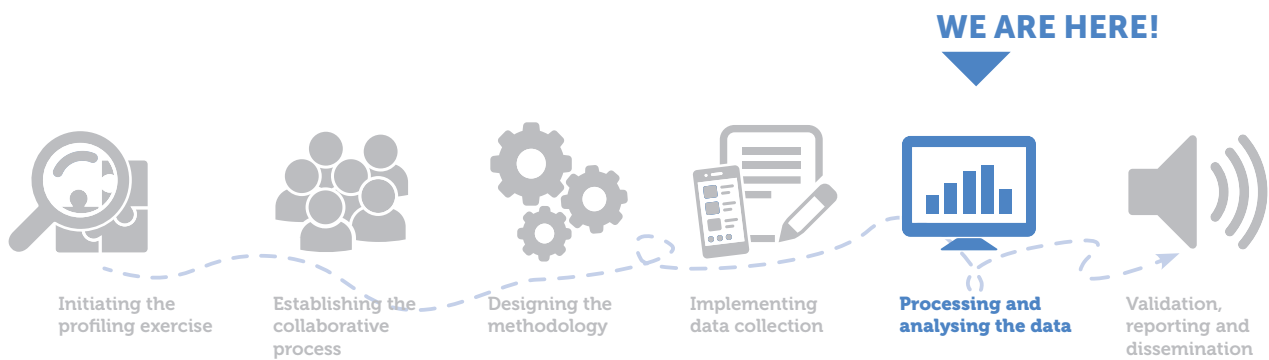 WE ARE HERE!
Initiating the
profiling exercise
Establishing the
collaborative
process
Designing the
methodology
Implementing
data collection
Processing and
analysing the data
Validation,
reporting and
dissemination